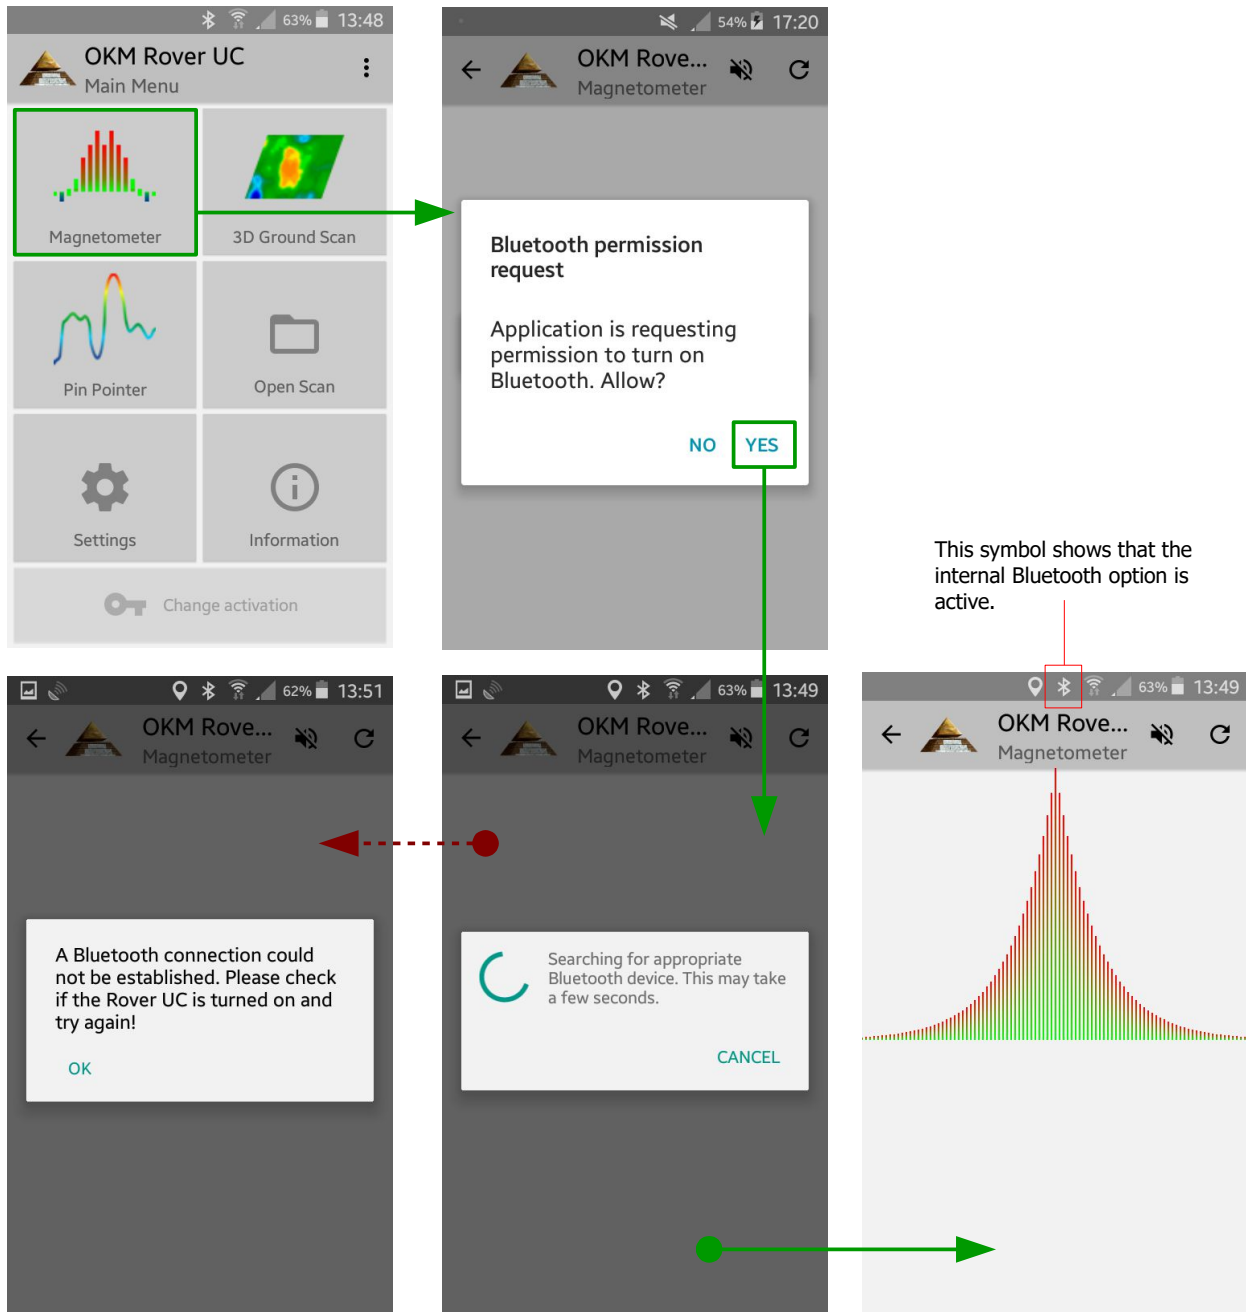 63% 13:48
OKM Rover UC
Main Menu
Magnetometer
3D Ground Scan
Pin Pointer
Open Scan
Settings
Information
Change activation
54% 17:20
OKM Rove...
Magnetometer
Bluetooth permission
request
Application is requesting
permission to turn on
Bluetooth. Allow?
NO YES
This symbol shows that the
internal Bluetooth option is
active.
62% 13:51
OKM Rove...
Magnetometer
A Bluetooth connection could
not be established. Please check
if the Rover UC is turned on and
try again!
OK
63% 13:49
OKM Rove...
Magnetometer
Searching for appropriate
Bluetooth device. This may take
a few seconds.
CANCEL
63% 13:49
OKM Rove...
Magnetometer